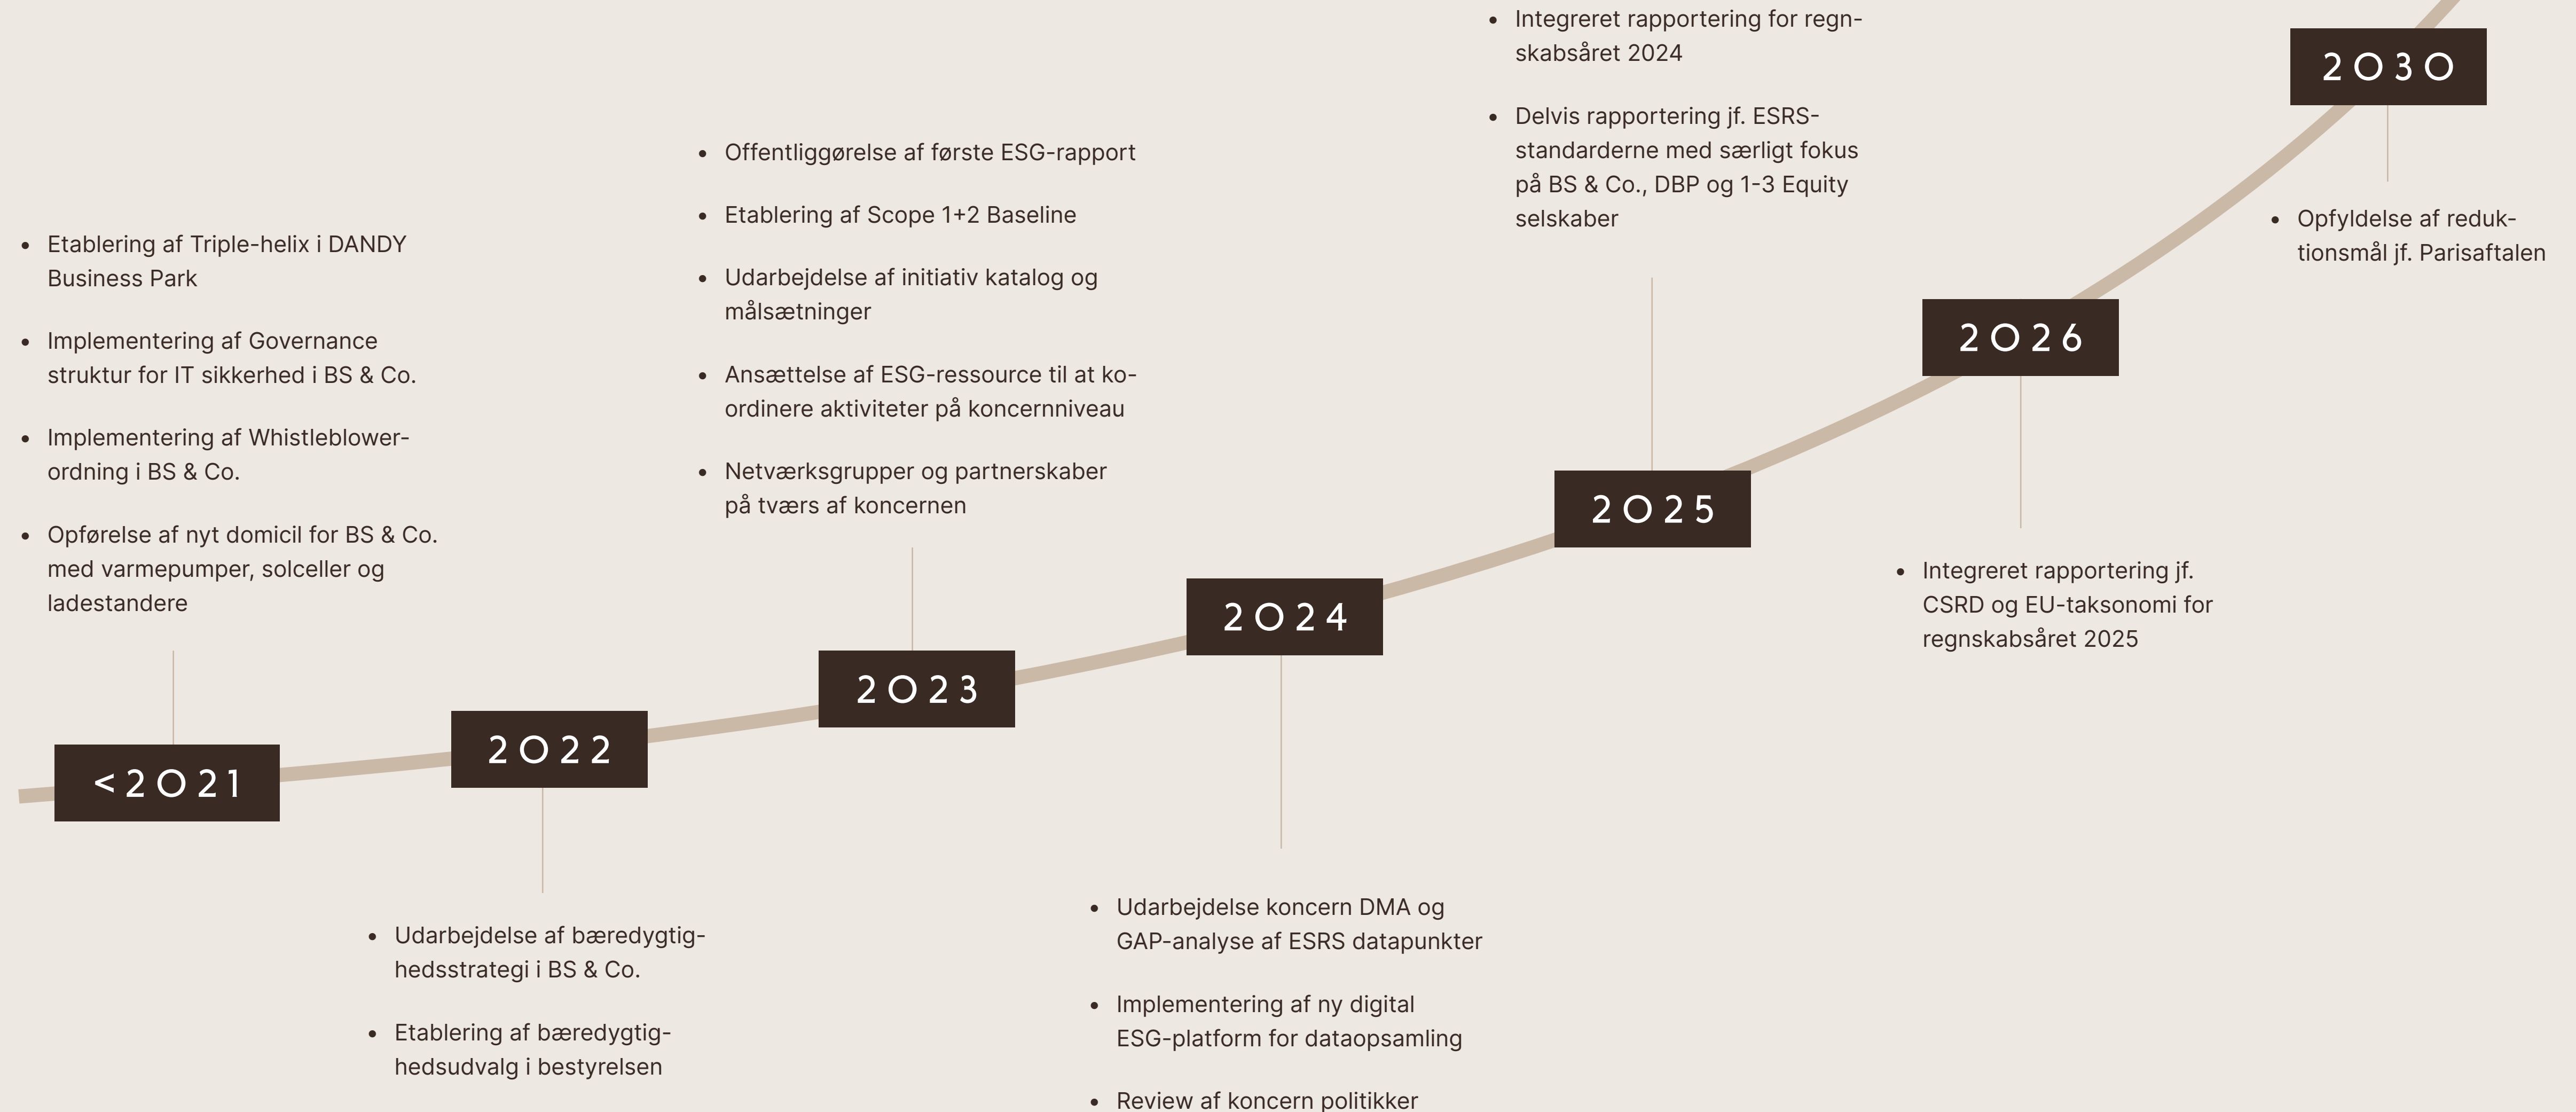 • Etablering af Triple-helix i DANDY
Business Park
• Implementering af Governance
struktur for IT sikkerhed i BS & Co.
• Implementering af Whistleblower-
ordning i BS & Co.
• Opførelse af nyt domicil for BS & Co.
med varmepumper, solceller og
ladestandere
<2021
2022
• Udarbejdelse af bæredygtig-
hedsstrategi i BS & Co.
• Etablering af bæredygtig-
hedsudvalg i bestyrelsen
• Offentliggørelse af første ESG-rapport
• Etablering af Scope 1+2 Baseline
• Udarbejdelse af initiativ katalog og
målsætninger
• Ansættelse af ESG-ressource til at ko-
ordinere aktiviteter på koncernniveau
• Netværksgrupper og partnerskaber
på tværs af koncernen
2023
2024
• Udarbejdelse koncern DMA og
GAP-analyse af ESRS datapunkter
• Implementering af ny digital
ESG-platform for dataopsamling
• Review af koncern politikker
• Integreret rapportering for regn-
skabsåret 2024
• Delvis rapportering jf. ESRS-
standarderne med særligt fokus
på BS & Co., DBP og 1-3 Equity
selskaber
2025
2026
• Integreret rapportering jf.
CSRD og EU-taksonomi for
regnskabsåret 2025
2030
• Opfyldelse af reduk-
tionsmål jf. Parisaftalen